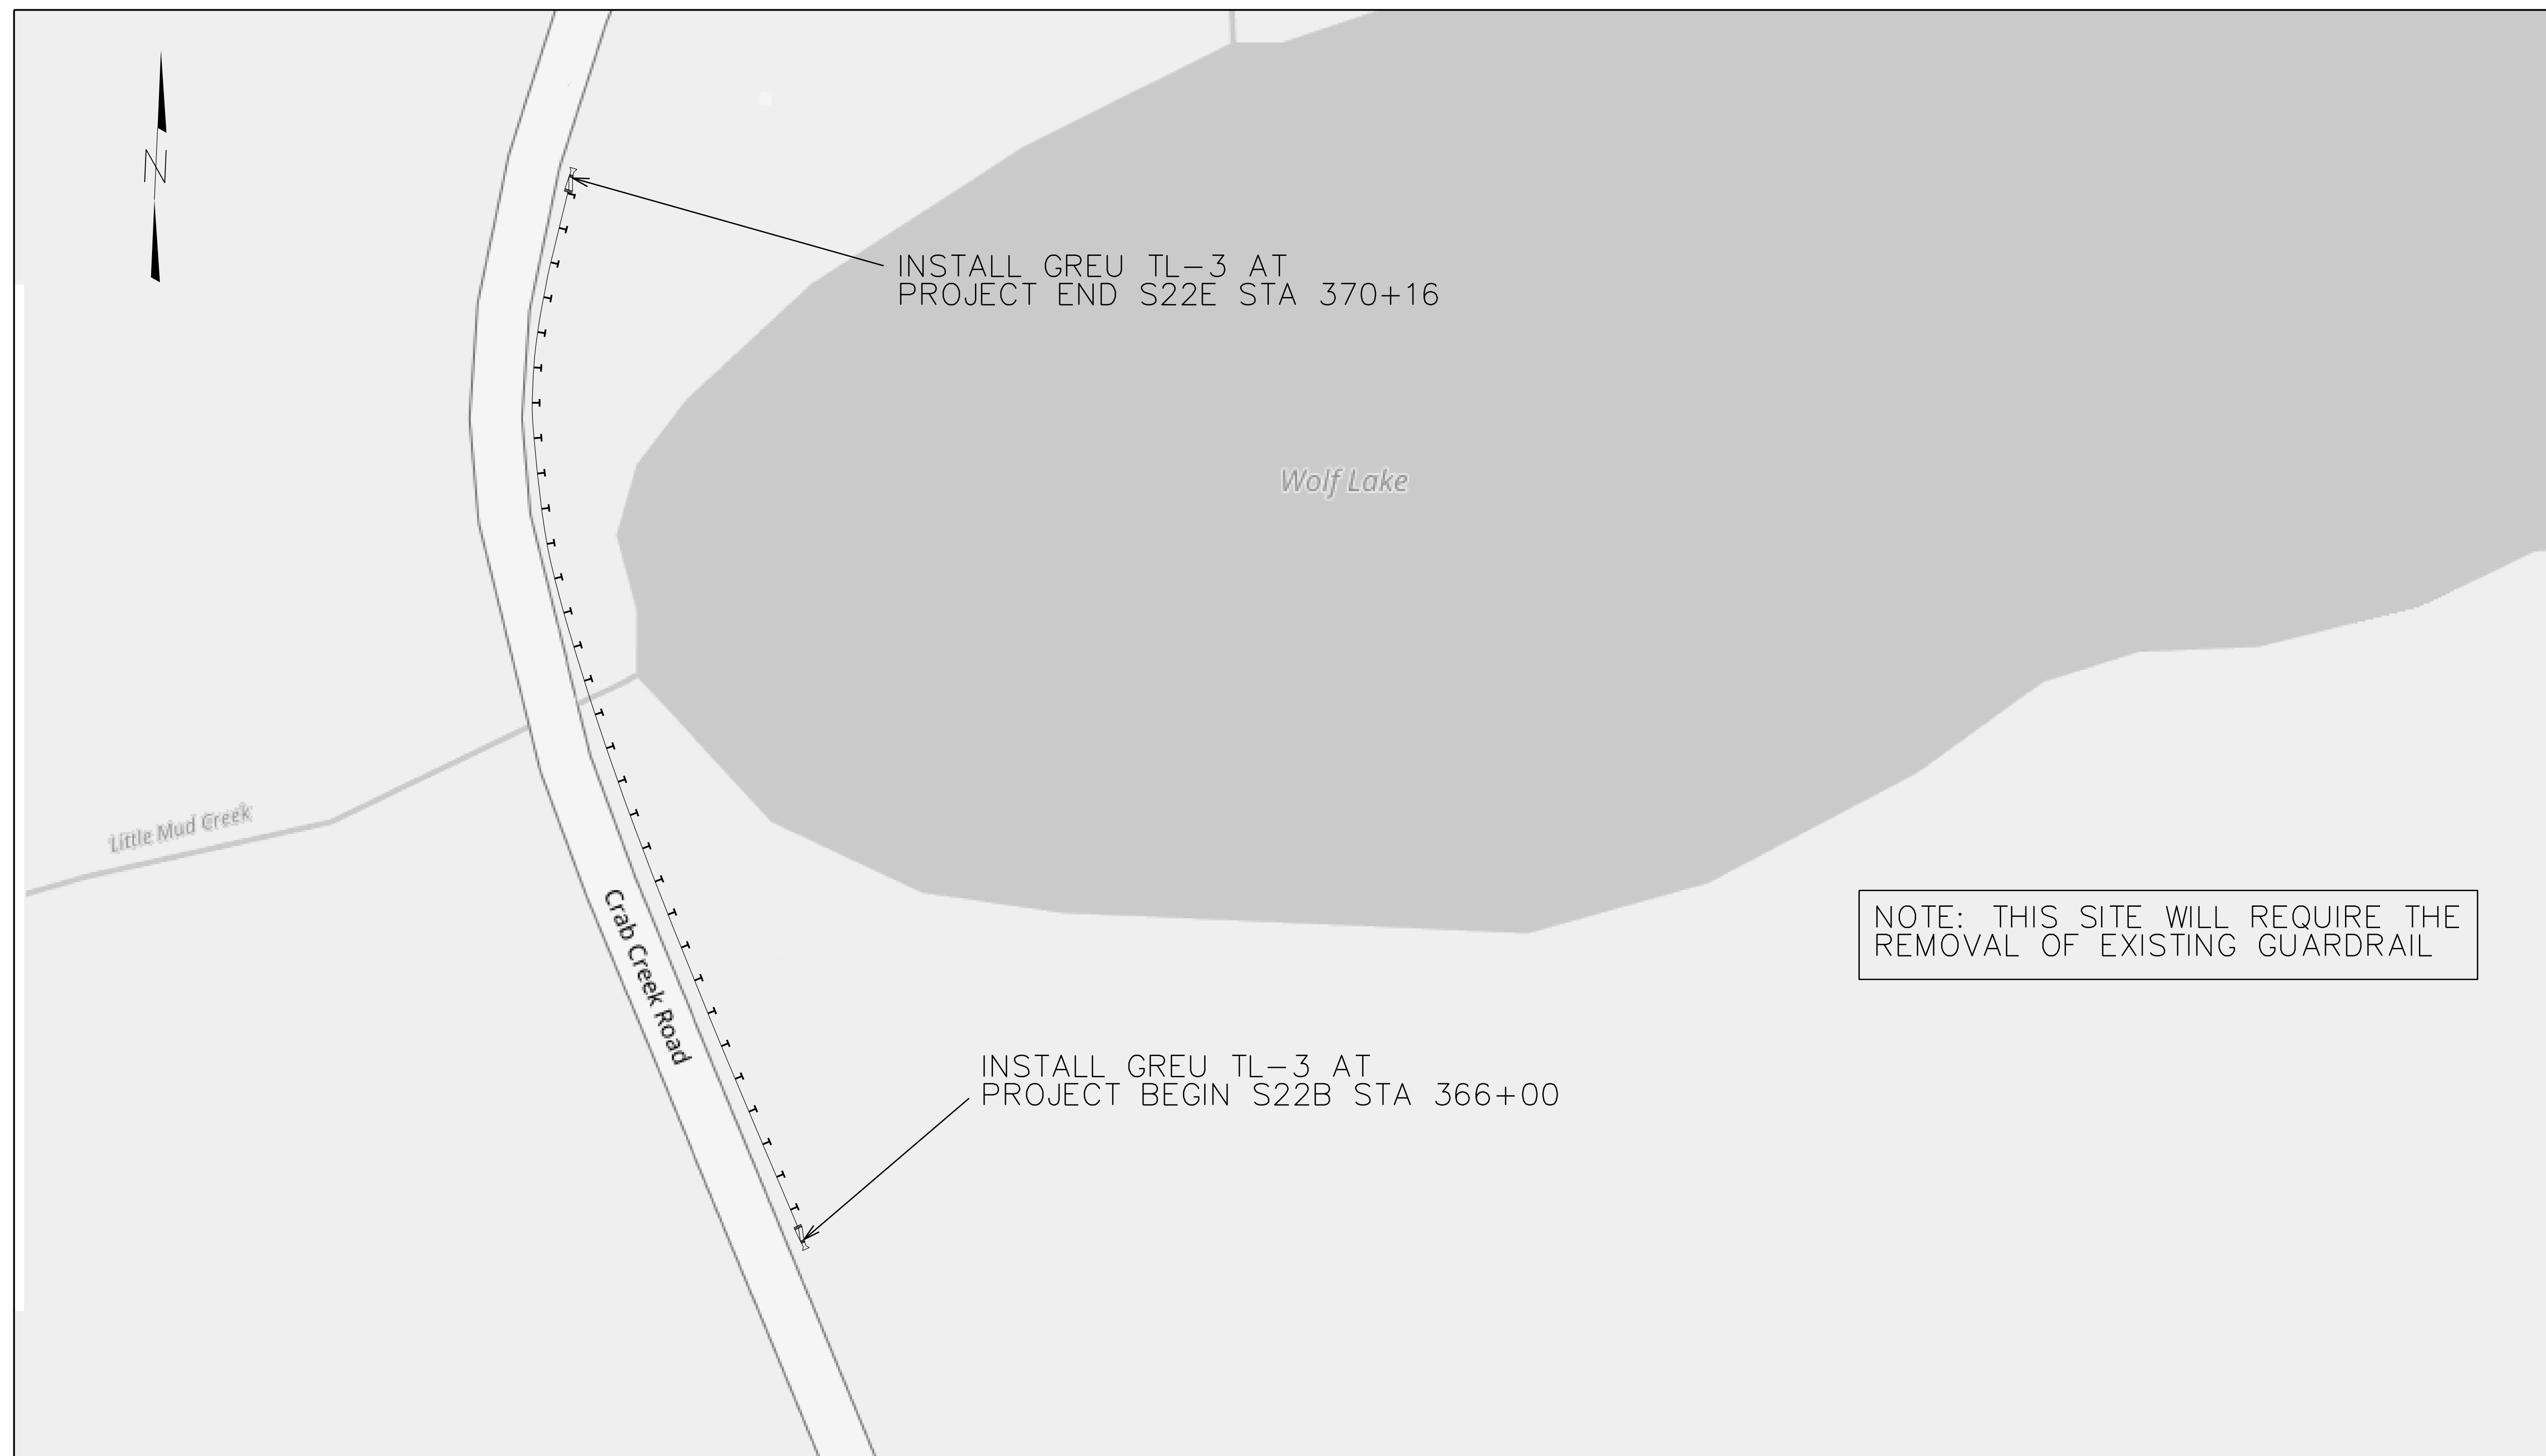 N
INSTALL GREU TL-3 AT
PROJECT END S22E STA 370+16
Wolf Lake
Little Mud Creek
Crab Creek Road
NOTE: THIS SITE WILL REQUIRE THE
REMOVAL OF EXISTING GUARDRAIL
INSTALL GREU TL-3 AT
PROJECT BEGIN S22B STA 366+00